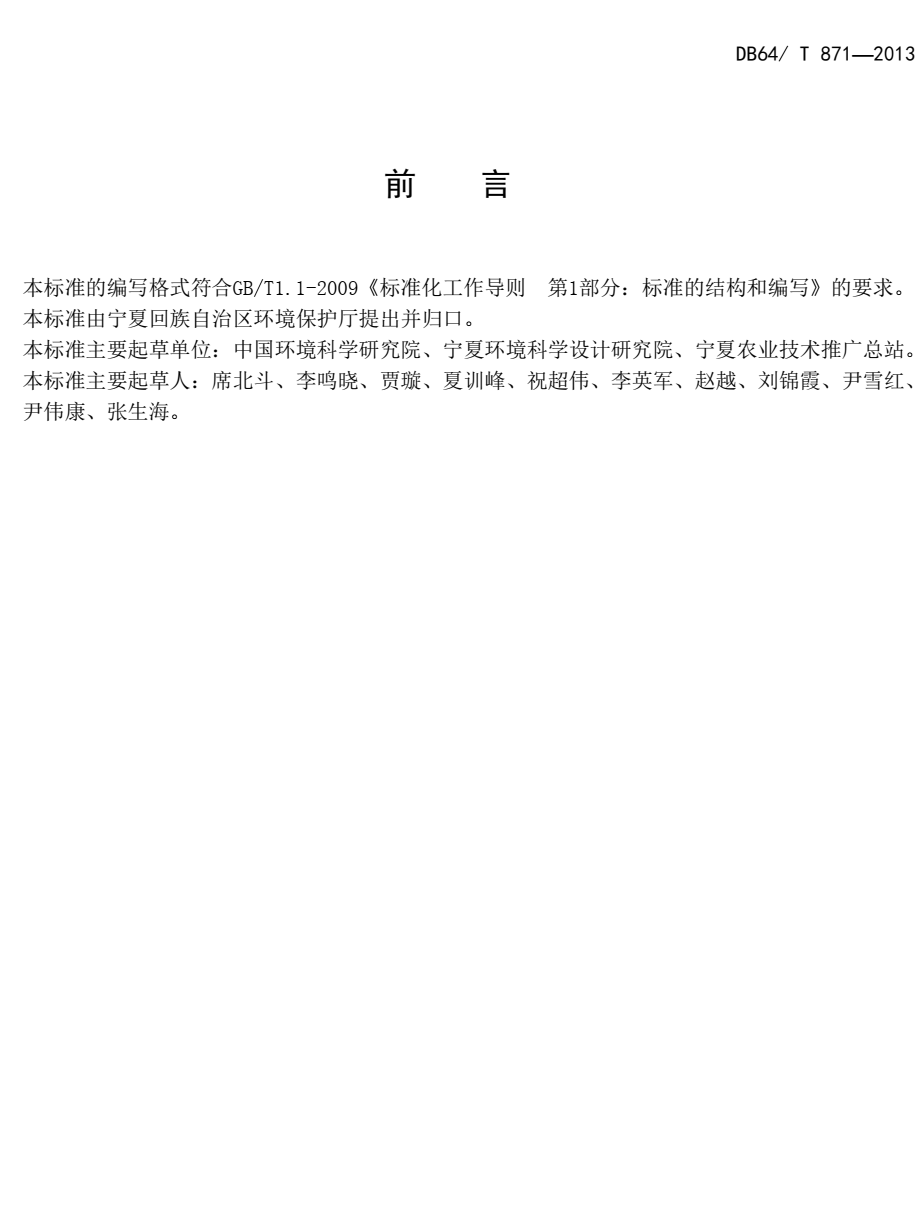 DB64/ T 871—2013
前　　言
本标准的编写格式符合GB/T1.1-2009《标准化工作导则　第1部分：标准的结构和编写》的要求。
本标准由宁夏回族自治区环境保护厅提出并归口。
本标准主要起草单位：中国环境科学研究院、宁夏环境科学设计研究院、宁夏农业技术推广总站。
本标准主要起草人：席北斗、李鸣晓、贾璇、夏训峰、祝超伟、李英军、赵越、刘锦霞、尹雪红、
尹伟康、张生海。